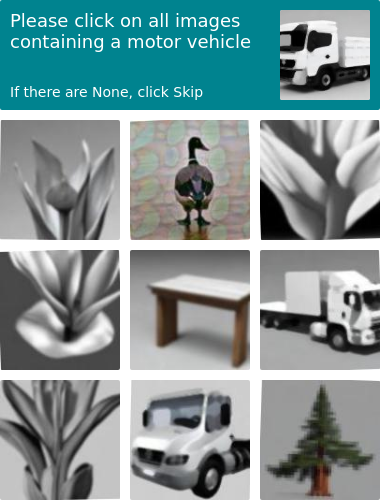 Please click on all images
containing a motor vehicle
If there are None, click Skip